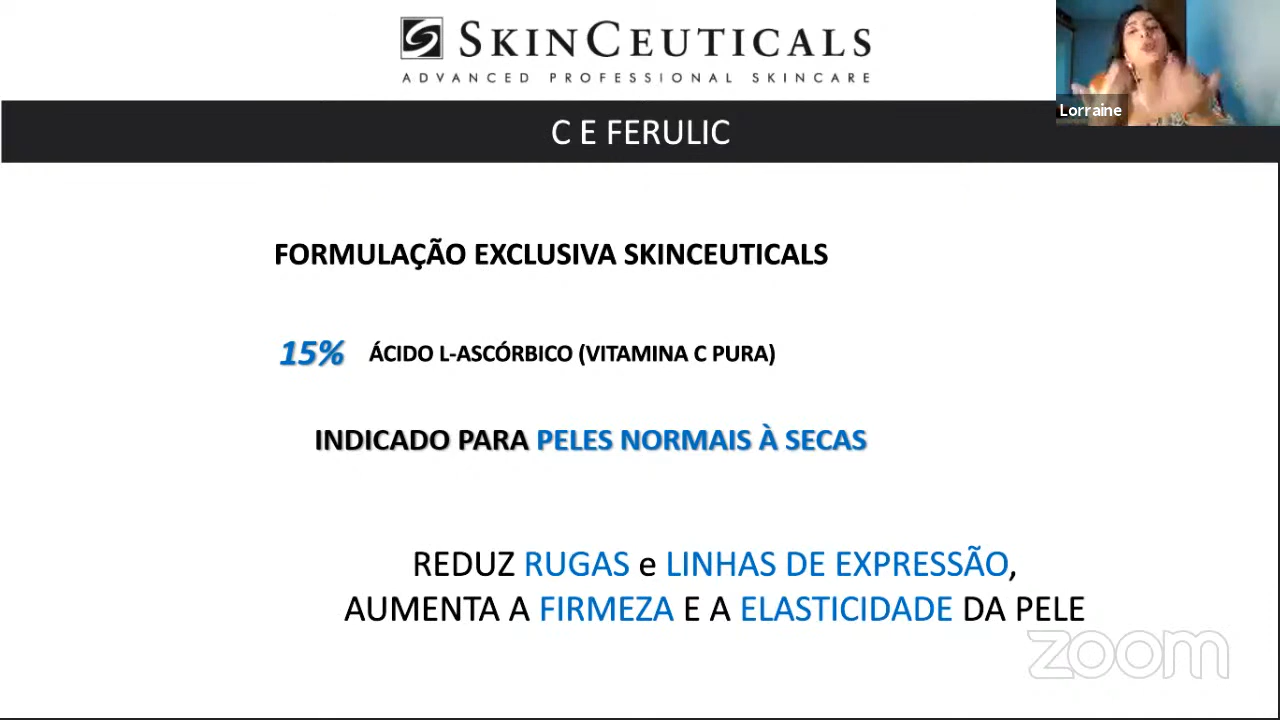 SKINCEUTICALS
ADVANCED PROFESSIONAL SKINCARE
Lorraine
C E FERULIC
FORMULAÇÃO EXCLUSIVA SKINCEUTICALS
15% ÁCIDO L-ASCÓRBICO (VITAMINA C PURA)
INDICADO PARA PELES NORMAIS À SECAS
REDUZ RUGAS e LINHAS DE EXPRESSÃO,
AUMENTA A FIRMEZA E A ELASTICIDADE DA PELE
zoom